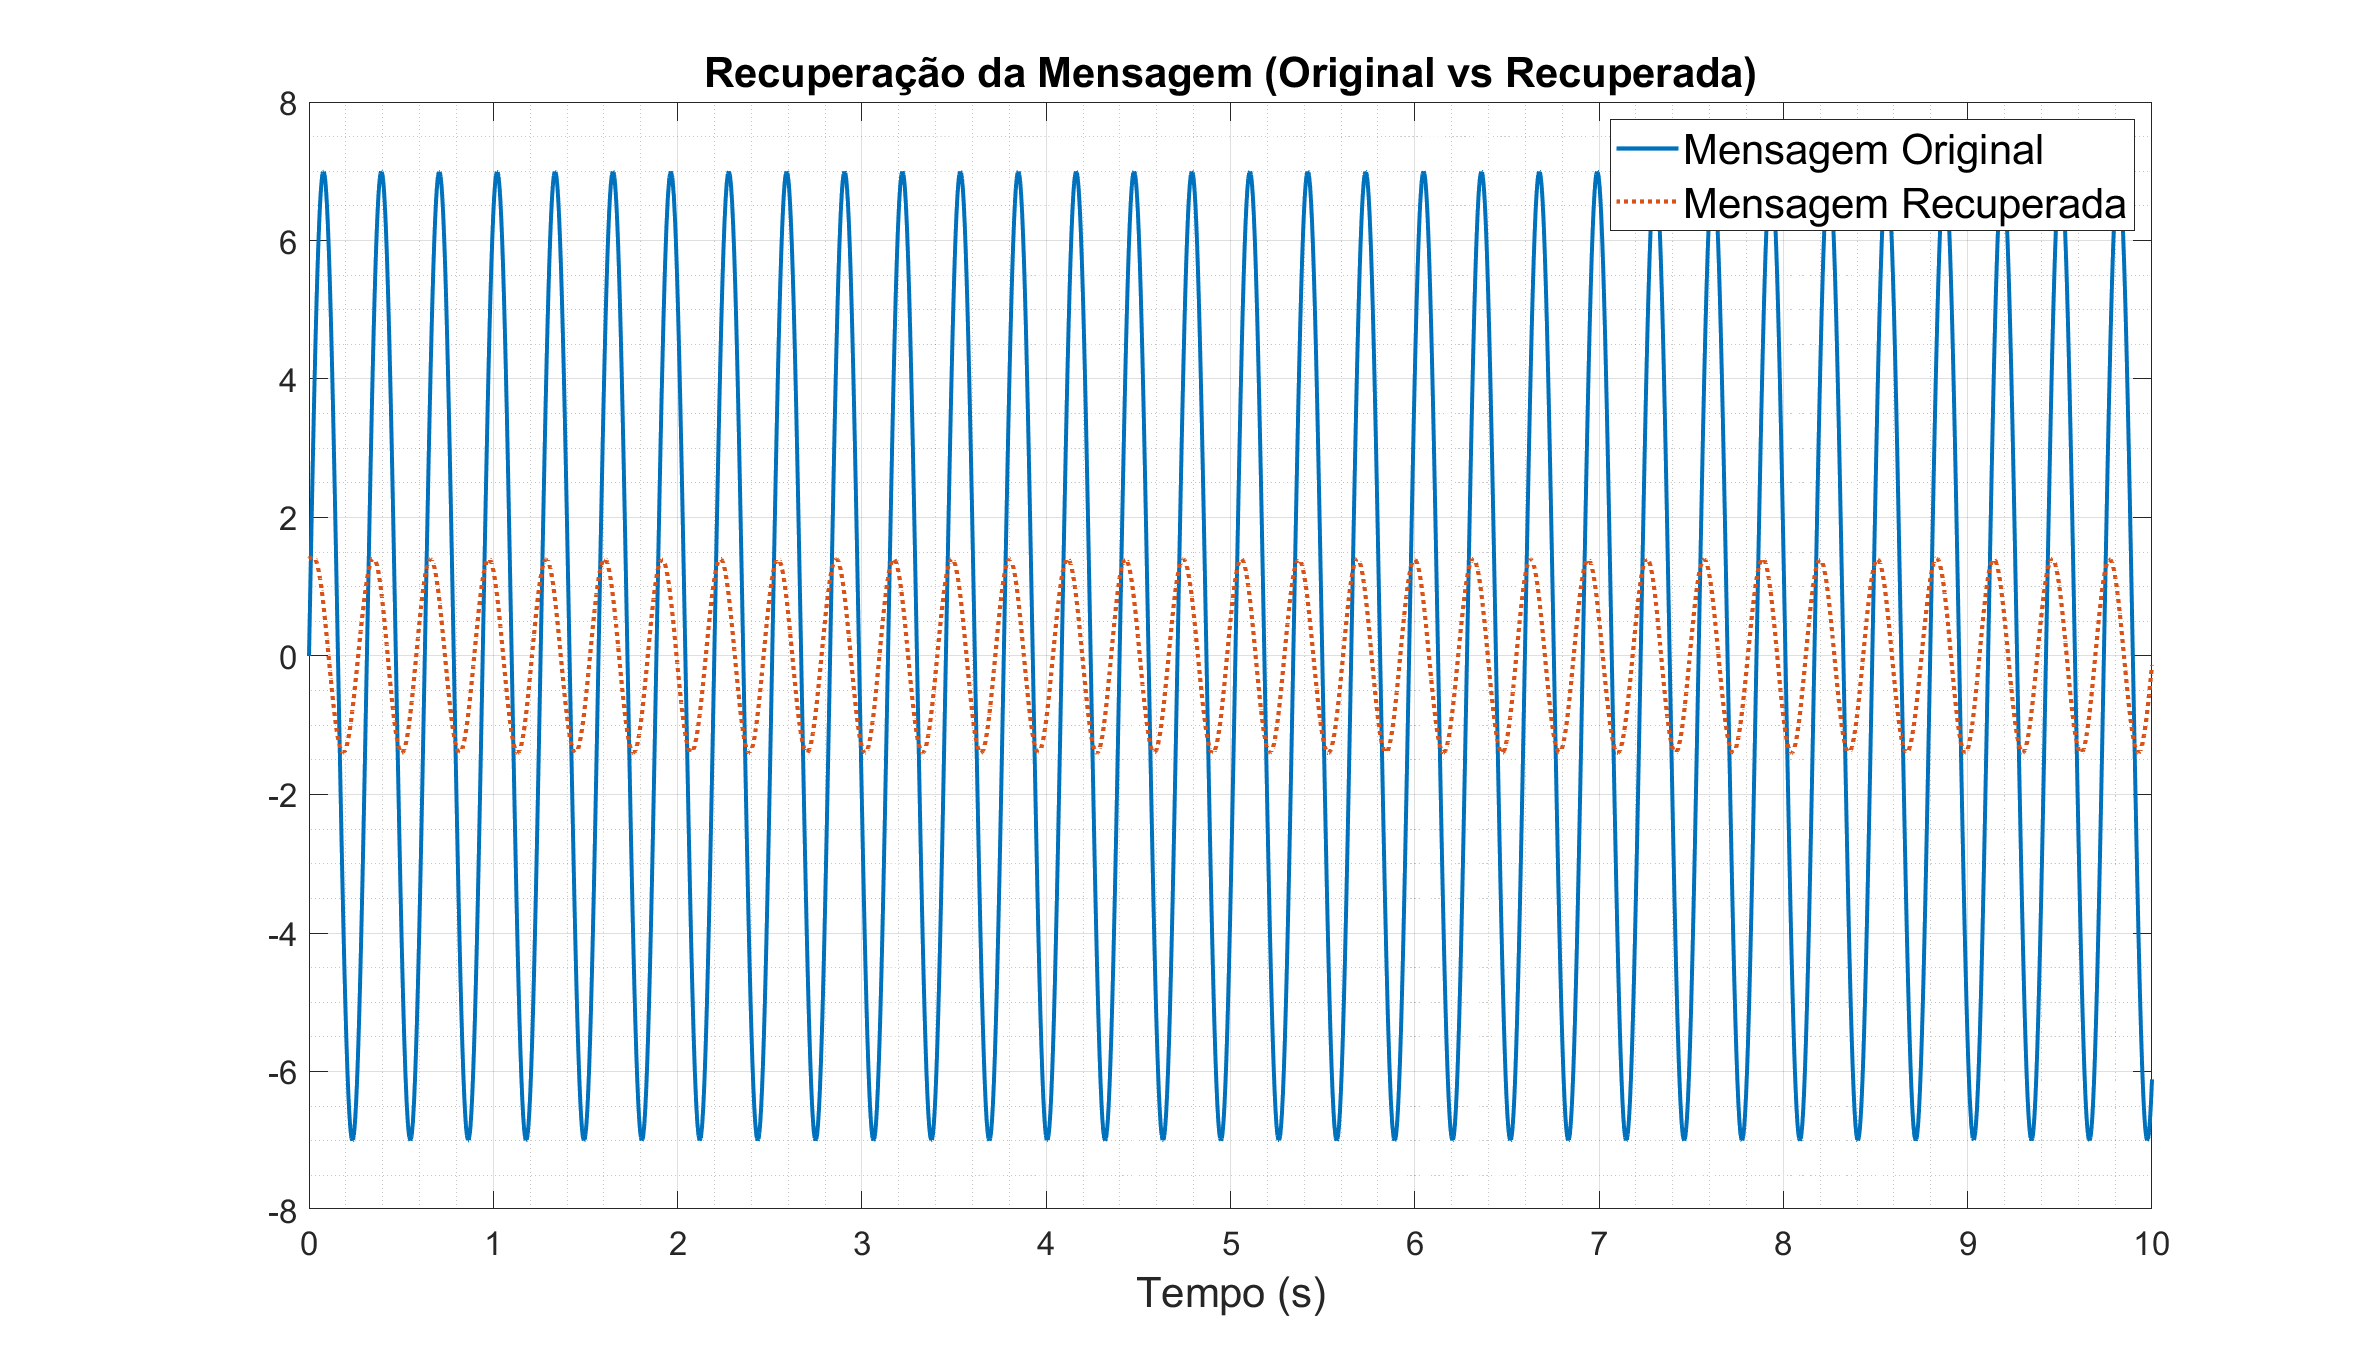 Recuperação da Mensagem (Original vs Recuperada)
Mensagem Original
Mensagem Recuperada
8
6
4
2
0
-2
-4
-6
-8
0 1 2 3 4 5 6 7 8 9 10
Tempo (s)